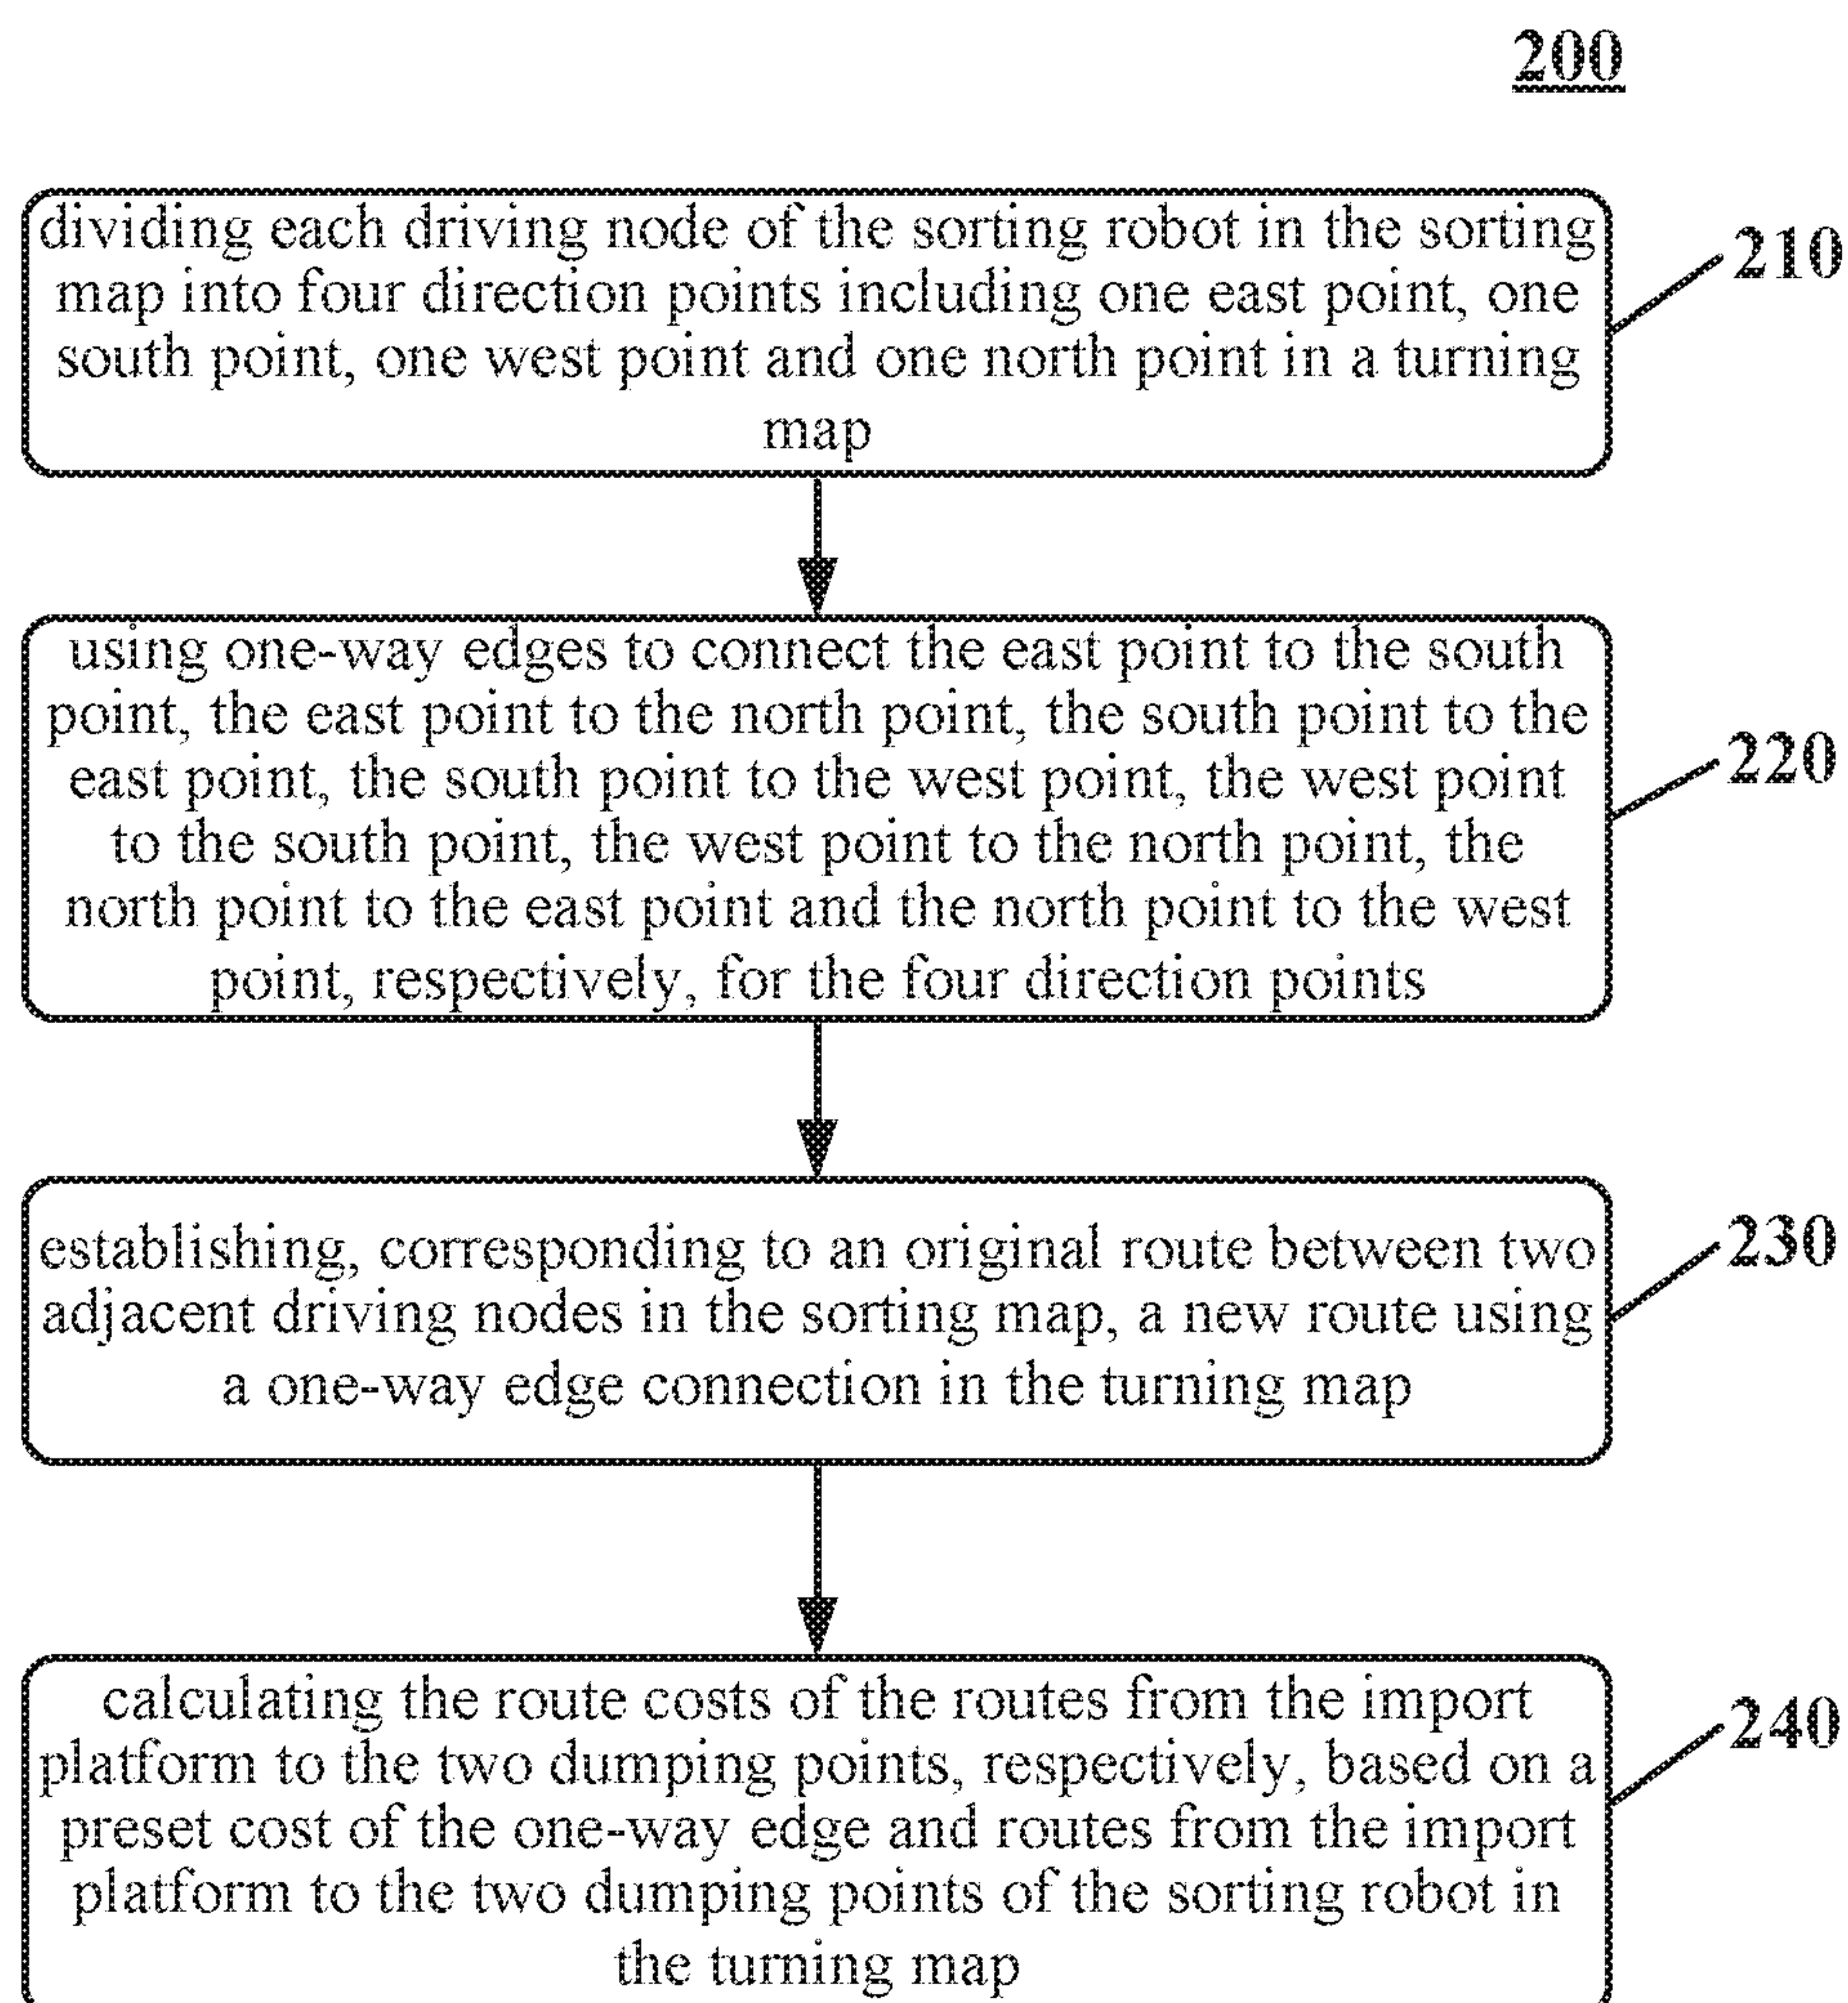 200
dividing each driving node of the sorting robot in the sorting
map into four direction points including one east point, one
south point, one west point and one north point in a turning
map
210
using one-way edges to connect the east point to the south
point, the east point to the north point, the south point to the
east point, the south point to the west point, the west point
to the south point, the west point to the north point, the
north point to the east point and the north point to the west
point, respectively, for the four direction points
220
establishing, corresponding to an original route between two
adjacent driving nodes in the sorting map, a new route using
a one-way edge connection in the turning map
230
calculating the route costs of the routes from the import
platform to the two dumping points, respectively, based on a
preset cost of the one-way edge and routes from the import
platform to the two dumping points of the sorting robot in
the turning map
240